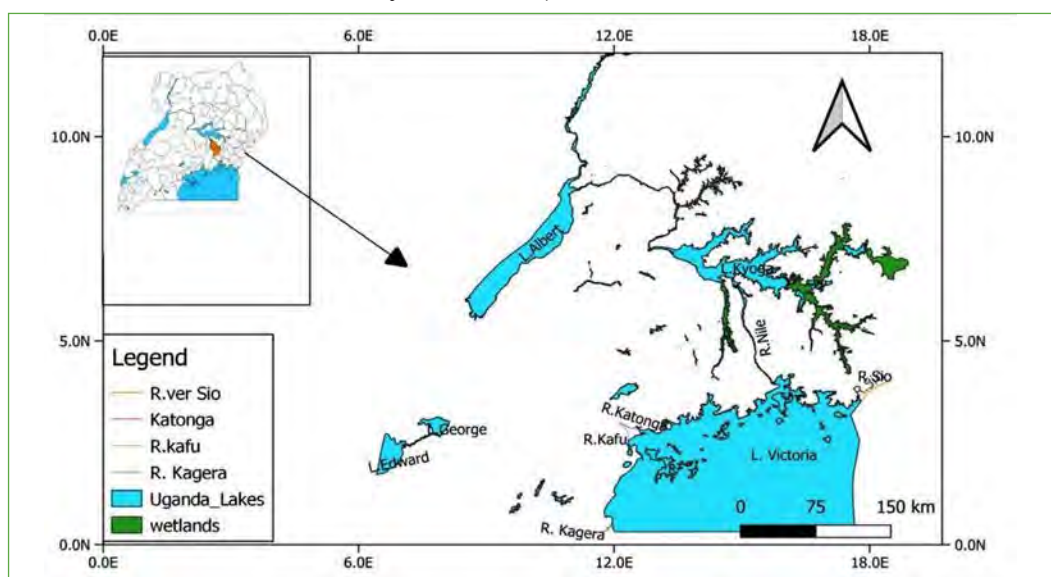 0.0E 6.0E 12.0E 18.0E
10.0N 10.0N
L.Albert
L.Kyoga
R.Nile
5.0N 5.0N
Legend
R.ver Sio
Katonga
R.kafu
R. Kagera
Uganda_Lakes
wetlands
R.Katonga
R.Kafu
L.George
L.Edward
L. Victoria
0 75 150 km
R. Kagera
0.0N 0.0N
0.0E 6.0E 12.0E 18.0E